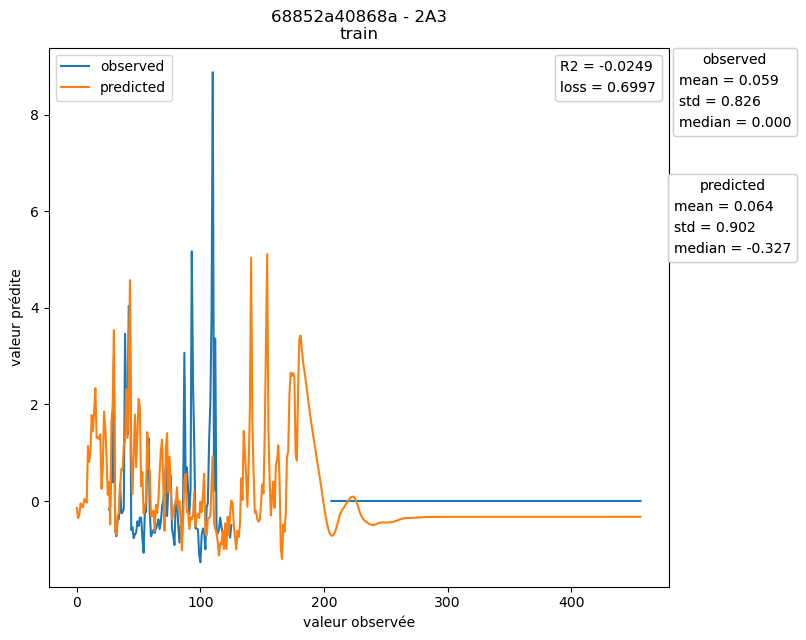 68852a40868a - 2A3
train
observed
predicted
R2 = -0.0249
loss = 0.6997
observed
mean = 0.059
std = 0.826
median = 0.000
predicted
mean = 0.064
std = 0.902
median = -0.327
valeur prédite
8
6
4
2
0
0
100
200
300
400
valeur observée